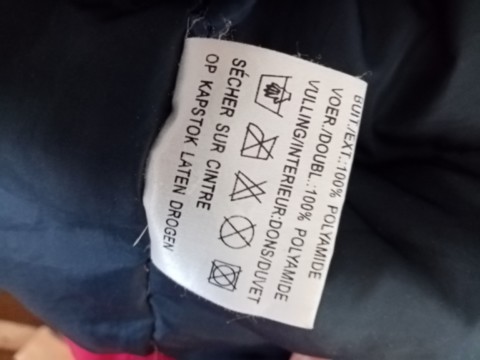 BUIT./EXT.:100% POLYAMIDE
VOER./DOUBL.:100% POLYAMIDE
VULLING/INTERIEUR:DONS/DUVET
SÉCHER SUR CINTRE
OP KAPSTOK LATEN DROGEN